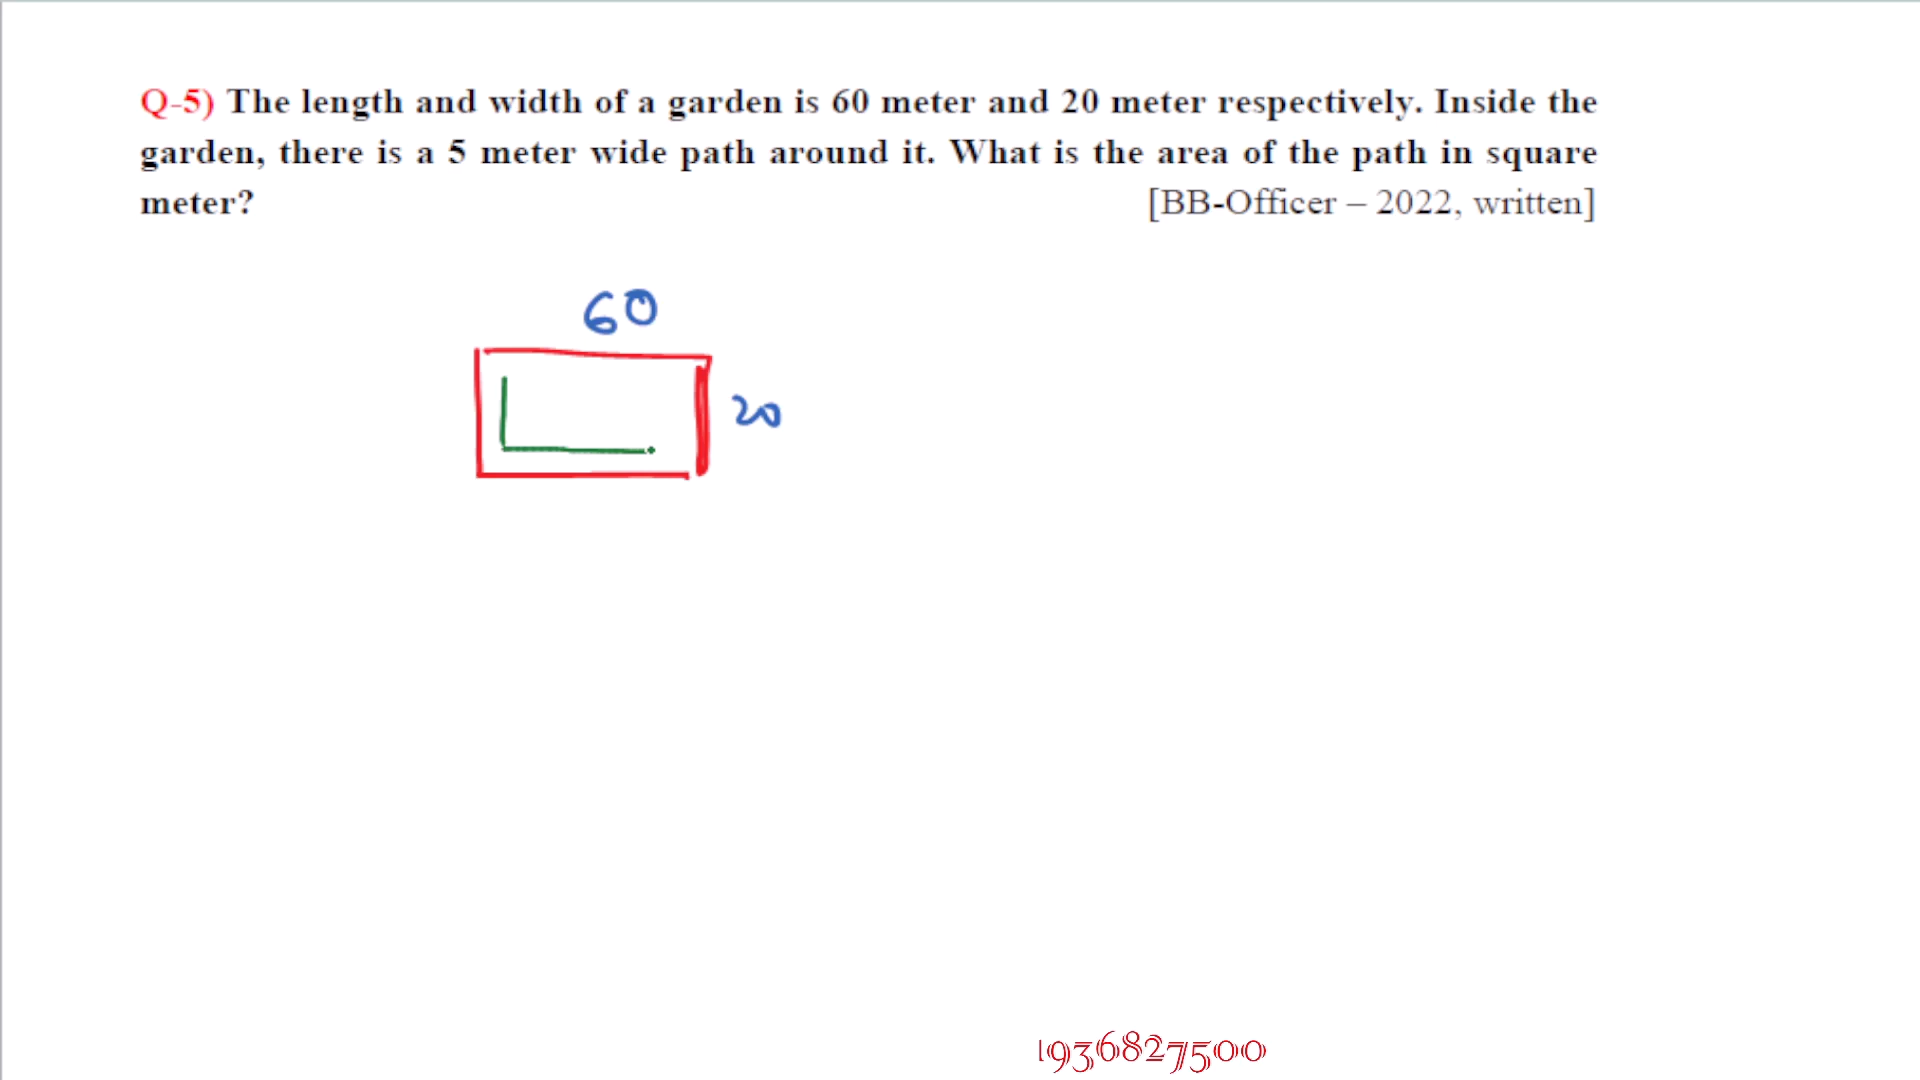 Q-5) The length and width of a garden is 60 meter and 20 meter respectively. Inside the
garden, there is a 5 meter wide path around it. What is the area of the path in square
meter? [BB-Officer – 2022, written]
60
20
1936827500